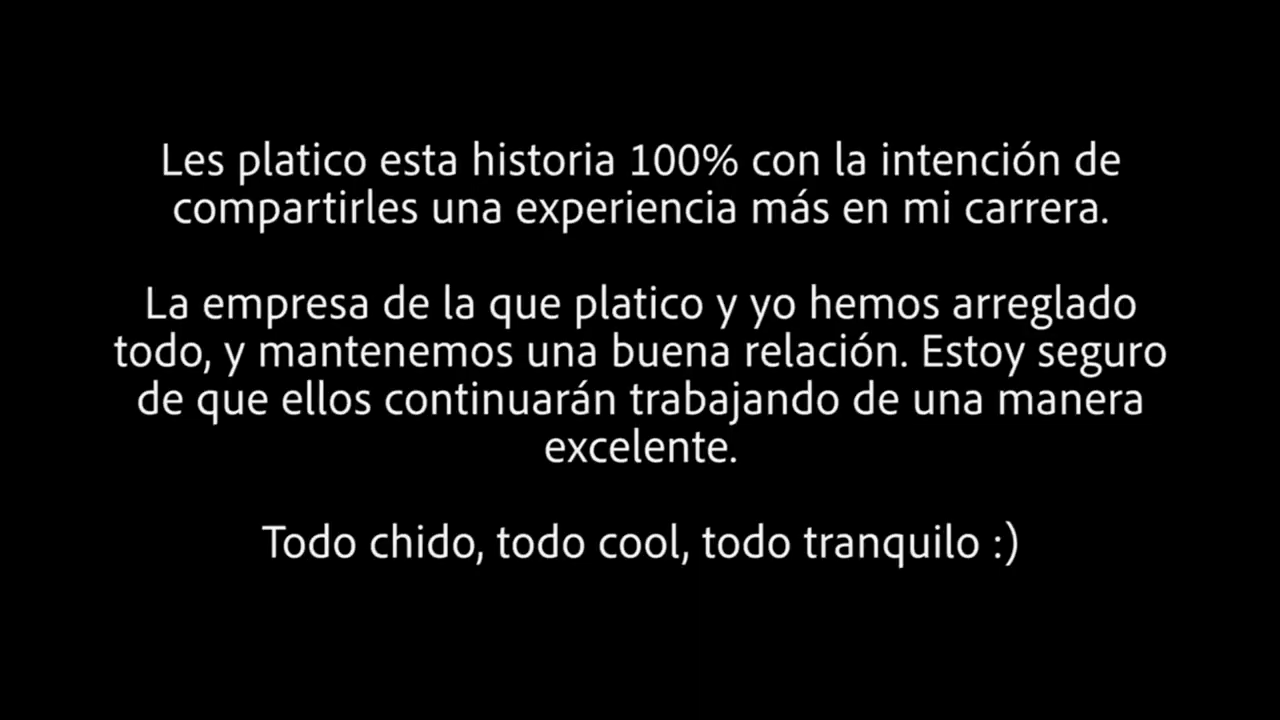 Les platico esta historia 100% con la intención de
compartirles una experiencia más en mi carrera.
La empresa de la que platico y yo hemos arreglado
todo, y mantenemos una buena relación. Estoy seguro
de que ellos continuarán trabajando de una manera
excelente.
Todo chido, todo cool, todo tranquilo :)